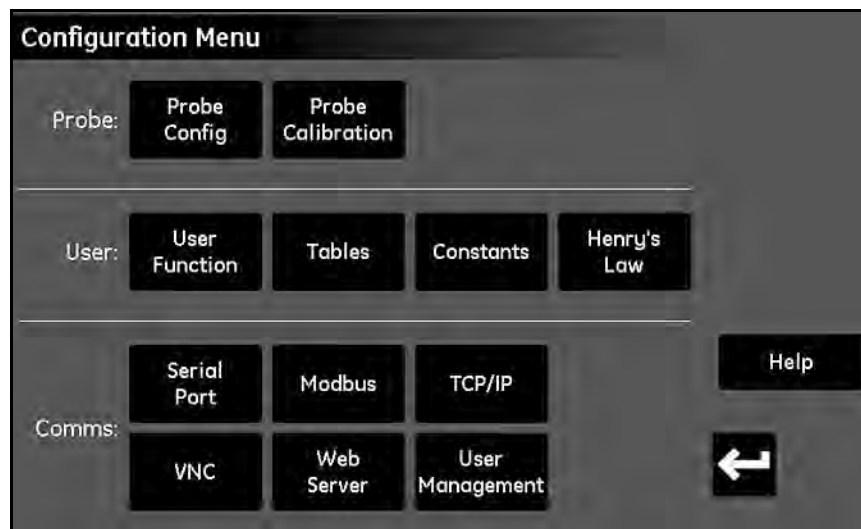 Configuration Menu
Probe:
Probe
Config
Probe
Calibration
User:
User
Function
Tables
Constants
Henry's
Law
Comms:
Serial
Port
Modbus
TCP/IP
VNC
Web
Server
User
Management
Help